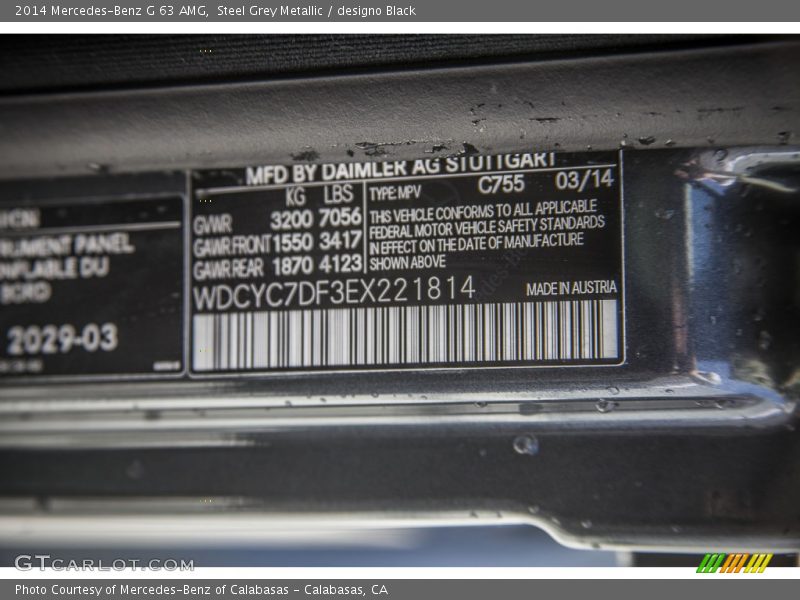 2014 Mercedes-Benz G 63 AMG, Steel Grey Metallic / designo Black
MFD BY DAIMLER AG STUTTGART
KG LBS
GVWR 3200 7056
GAWR FRONT 1550 3417
GAWR REAR 1870 4123
TYPE: MPV C755 03/14
THIS VEHICLE CONFORMS TO ALL APPLICABLE
FEDERAL MOTOR VEHICLE SAFETY STANDARDS
IN EFFECT ON THE DATE OF MANUFACTURE
SHOWN ABOVE
WDCYC7DF3EX221814 MADE IN AUSTRIA
PANEL
DU
2029-03
GTCARLOT.COM
Photo Courtesy of Mercedes-Benz of Calabasas - Calabasas, CA